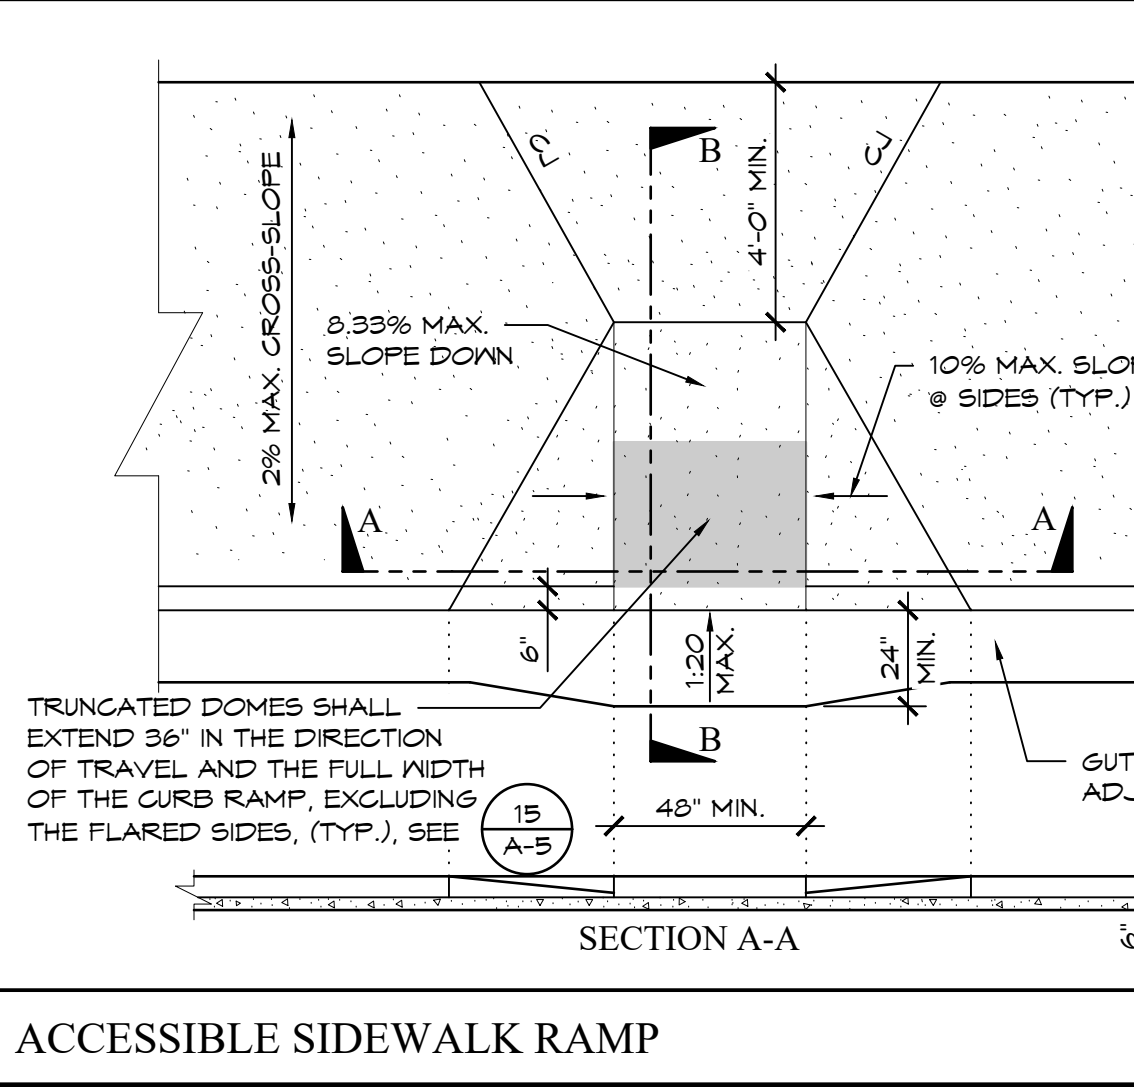 B
4'-0" MIN.
2% MAX. CROSS-SLOPE
8.33% MAX.
SLOPE DOWN
10% MAX.
@ SIDES (TYP.)
A
A
6"
1:20
MAX.
24"
MIN.
TRUNCATED DOMES SHALL
EXTEND 36" IN THE DIRECTION
OF TRAVEL AND THE FULL WIDTH
OF THE CURB RAMP, EXCLUDING
THE FLARED SIDES, (TYP.), SEE
15
A-5
B
48" MIN.
SECTION A-A
ACCESSIBLE SIDEWALK RAMP